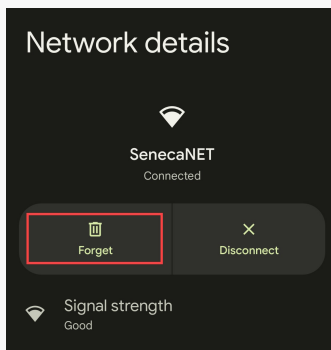 Network details
SenecaNET
Connected
Forget
Disconnect
Signal strength
Good